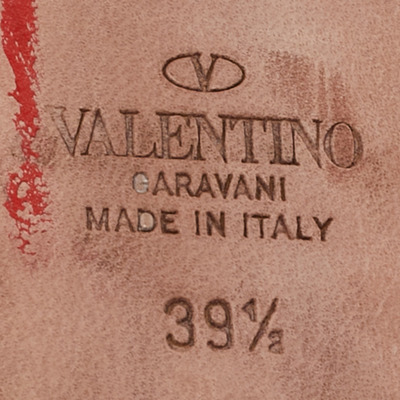 V
VALENTINO
GARAVANI
MADE IN ITALY
39½